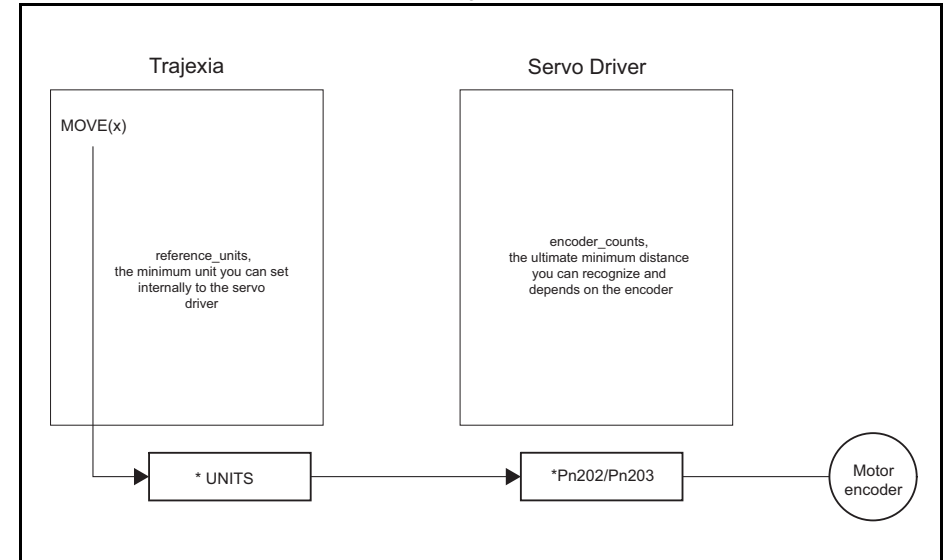 Trajexia
Servo Driver
MOVE(x)
reference_units,
the minimum unit you can set
internally to the servo
driver
encoder_counts,
the ultimate minimum distance
you can recognize and
depends on the encoder
* UNITS
*Pn202/Pn203
Motor
encoder